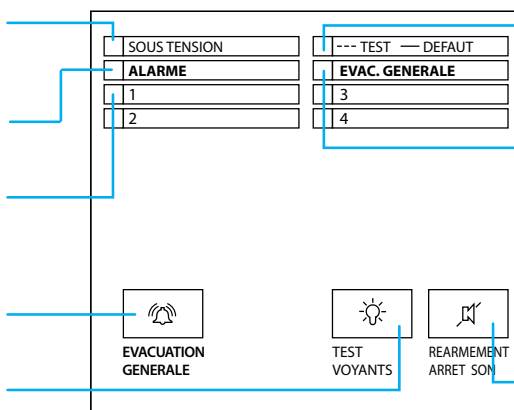 SOUS TENSION
--- TEST — DEFAUT
ALARME
EVAC. GENERALE
1
3
2
4
EVACUATION
GENERALE
TEST
VOYANTS
REARMEMENT
ARRET SON